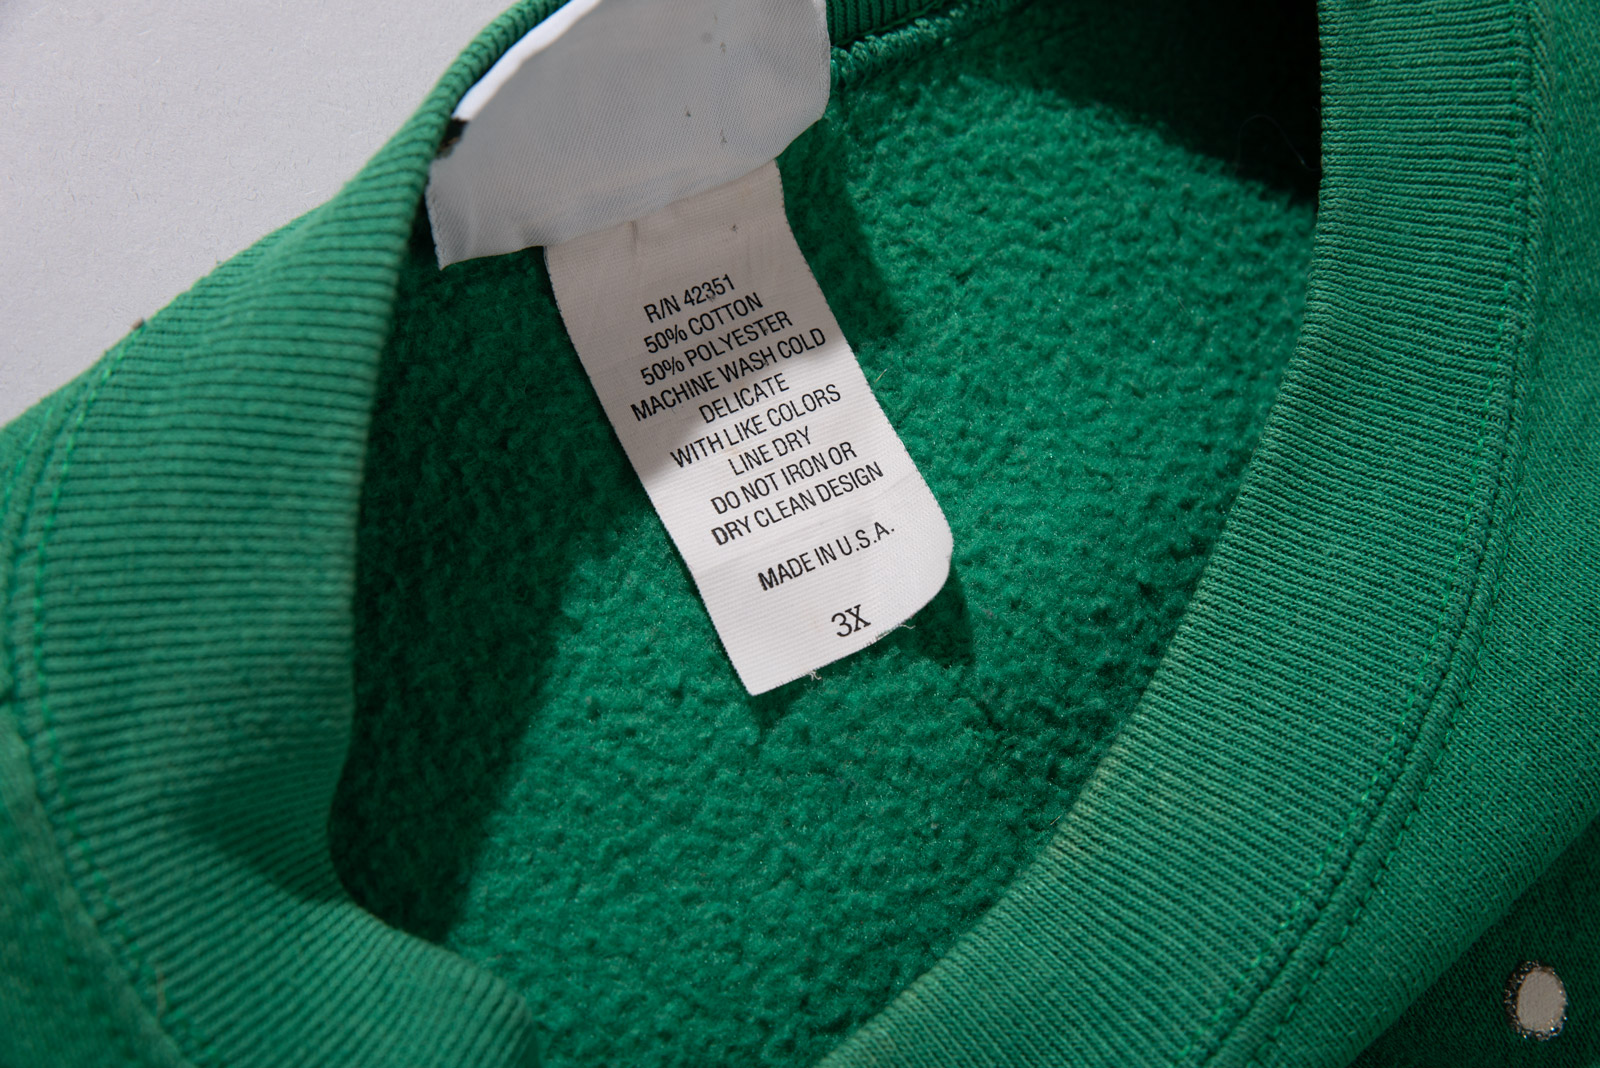 R/N 42351
50% COTTON
50% POLYESTER
MACHINE WASH COLD
DELICATE
WITH LIKE COLORS
LINE DRY
DO NOT IRON OR
DRY CLEAN DESIGN
MADE IN U.S.A.
3X